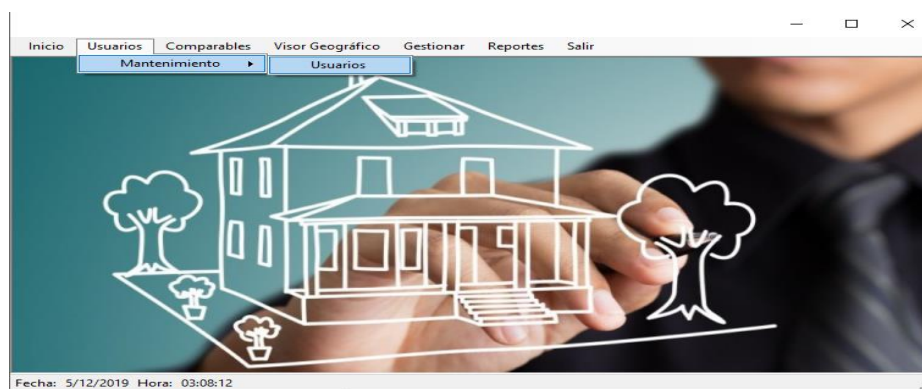 Inicio Usuarios Comparables Visor Geográfico Gestionar Reportes Salir
Mantenimiento Usuarios
Fecha: 5/12/2019 Hora: 03:08:12